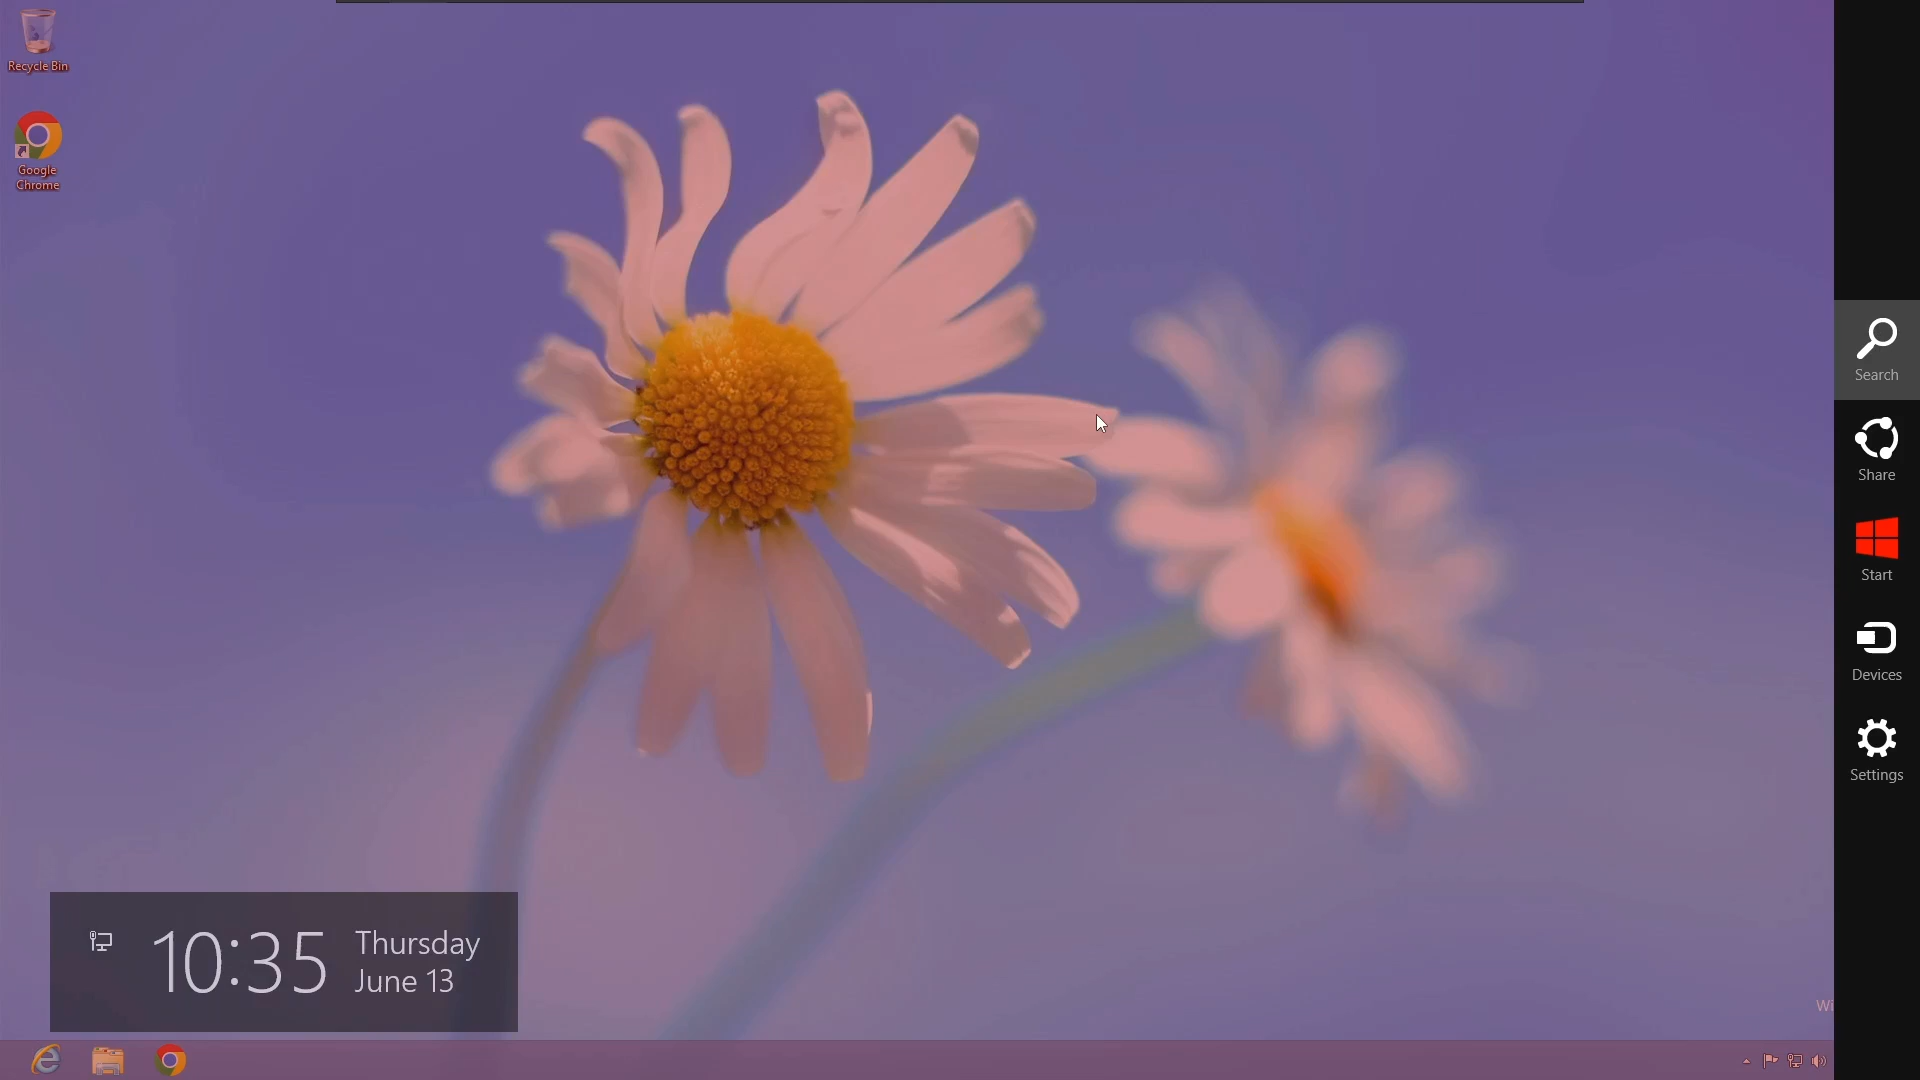 Recycle Bin
Google
Chrome
Search
Share
Start
Devices
Settings
10:35
Thursday
June 13